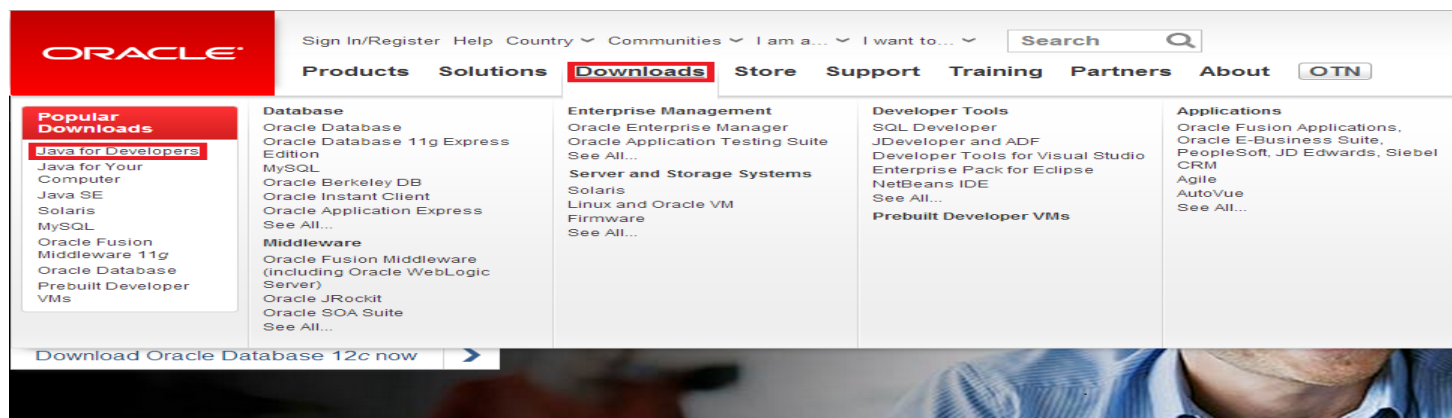 ORACLE
Sign In/Register Help Country Communities I am a... I want to... Search
Products Solutions Downloads Store Support Training Partners About OTN
Popular
Downloads
Java for Developers
Java for Your
Computer
Java SE
Solaris
MySQL
Oracle Fusion
Middleware 11g
Oracle Database
Prebuilt Developer
VMs
Database
Oracle Database
Oracle Database 11g Express
Edition
MySQL
Oracle Berkeley DB
Oracle Instant Client
Oracle Application Express
See All...
Middleware
Oracle Fusion Middleware
(including Oracle WebLogic
Server)
Oracle JRockit
Oracle SOA Suite
See All...
Enterprise Management
Oracle Enterprise Manager
Oracle Application Testing Suite
See All...
Server and Storage Systems
Solaris
Linux and Oracle VM
Firmware
See All...
Developer Tools
SQL Developer
JDeveloper and ADF
Developer Tools for Visual Studio
Enterprise Pack for Eclipse
NetBeans IDE
See All...
Prebuilt Developer VMs
Applications
Oracle Fusion Applications,
Oracle E-Business Suite,
PeopleSoft, JD Edwards, Siebel
CRM
Agile
AutoVue
See All...
Download Oracle Database 12c now